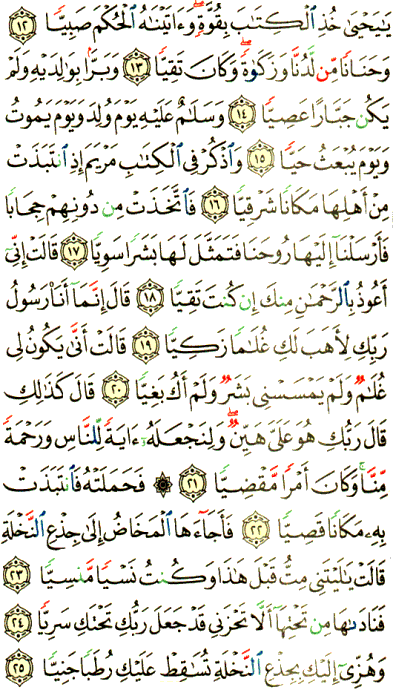 يَٰيَحْيَىٰ خُذِ ٱلْكِتَٰبَ بِقُوَّةٍۖ وَءَاتَيْنَٰهُ ٱلْحُكْمَ صَبِيًّا ١٢
وَحَنَانًا مِّن لَّدُنَّا وَزَكَوٰةًۖ وَكَانَ تَقِيًّا ١٣ وَبَرًّۢا بِوَٰلِدَيْهِ وَلَمْ
يَكُن جَبَّارًا عَصِيًّا ١٤ وَسَلَٰمٌ عَلَيْهِ يَوْمَ وُلِدَ وَيَوْمَ يَمُوتُ
وَيَوْمَ يُبْعَثُ حَيًّا ١٥ وَٱذْكُرْ فِى ٱلْكِتَٰبِ مَرْيَمَ إِذِ ٱنتَبَذَتْ
مِنْ أَهْلِهَا مَكَانًا شَرْقِيًّا ١٦ فَٱتَّخَذَتْ مِن دُونِهِمْ حِجَابًا
فَأَرْسَلْنَآ إِلَيْهَا رُوحَنَا فَتَمَثَّلَ لَهَا بَشَرًا سَوِيًّا ١٧ قَالَتْ إِنِّىٓ
أَعُوذُ بِٱلرَّحْمَٰنِ مِنكَ إِن كُنتَ تَقِيًّا ١٨ قَالَ إِنَّمَآ أَنَا۠ رَسُولُ
رَبِّكِ لِأَهَبَ لَكِ غُلَٰمًا زَكِيًّا ١٩ قَالَتْ أَنَّىٰ يَكُونُ لِى
غُلَٰمٌ وَلَمْ يَمْسَسْنِى بَشَرٌ وَلَمْ أَكُ بَغِيًّا ٢٠ قَالَ كَذَٰلِكِ
قَالَ رَبُّكِ هُوَ عَلَىَّ هَيِّنٌۖ وَلِنَجْعَلَهُۥٓ ءَايَةً لِّلنَّاسِ وَرَحْمَةً
مِّنَّاۚ وَكَانَ أَمْرًا مَّقْضِيًّا ٢١ ۞ فَحَمَلَتْهُ فَٱنتَبَذَتْ
بِهِۦ مَكَانًا قَصِيًّا ٢٢ فَأَجَآءَهَا ٱلْمَخَاضُ إِلَىٰ جِذْعِ ٱلنَّخْلَةِ
قَالَتْ يَٰلَيْتَنِى مِتُّ قَبْلَ هَٰذَا وَكُنتُ نَسْيًا مَّنسِيًّا ٢٣
فَنَادَىٰهَا مِن تَحْتِهَآ أَلَّا تَحْزَنِى قَدْ جَعَلَ رَبُّكِ تَحْتَكِ سَرِيًّا ٢٤
وَهُزِّىٓ إِلَيْكِ بِجِذْعِ ٱلنَّخْلَةِ تُسَٰقِطْ عَلَيْكِ رُطَبًا جَنِيًّا ٢٥